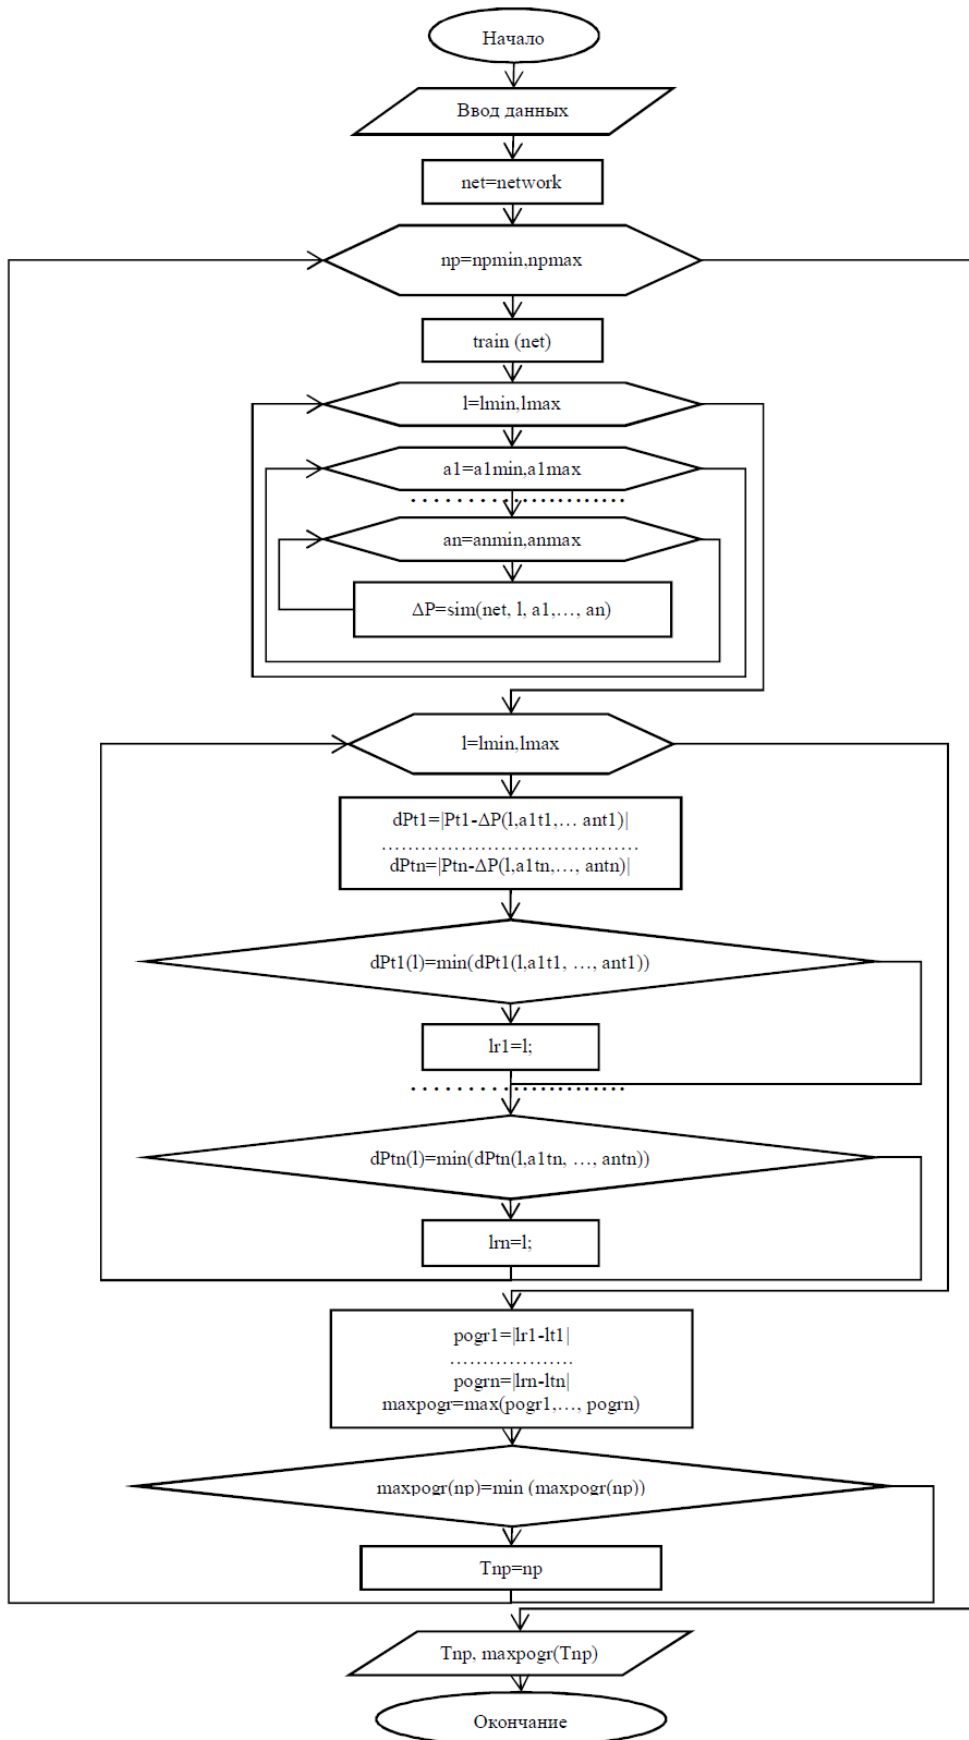 Начало
Ввод данных
net=network
np=npmin,npmax
train (net)
l=lmin,lmax
a1=a1min,a1max
........................
an=anmin,anmax
ΔP=sim(net, l, a1,…, an)
l=lmin,lmax
dPt1=|Pt1-ΔP(l,a1t1,… ant1)|
……………………………………
dPtn=|Ptn-ΔP(l,a1tn,…, antn)|
dPt1(l)=min(dPt1(l,a1t1, …, ant1))
lr1=l;
........................
dPtn(l)=min(dPtn(l,a1tn, …, antn))
lrn=l;
pogr1=|lr1-lt1|
………………..
pogrn=|lrn-ltn|
maxpogr=max(pogr1,…, pogrn)
maxpogr(np)=min (maxpogr(np))
Tnp=np
Tnp, maxpogr(Tnp)
Окончание